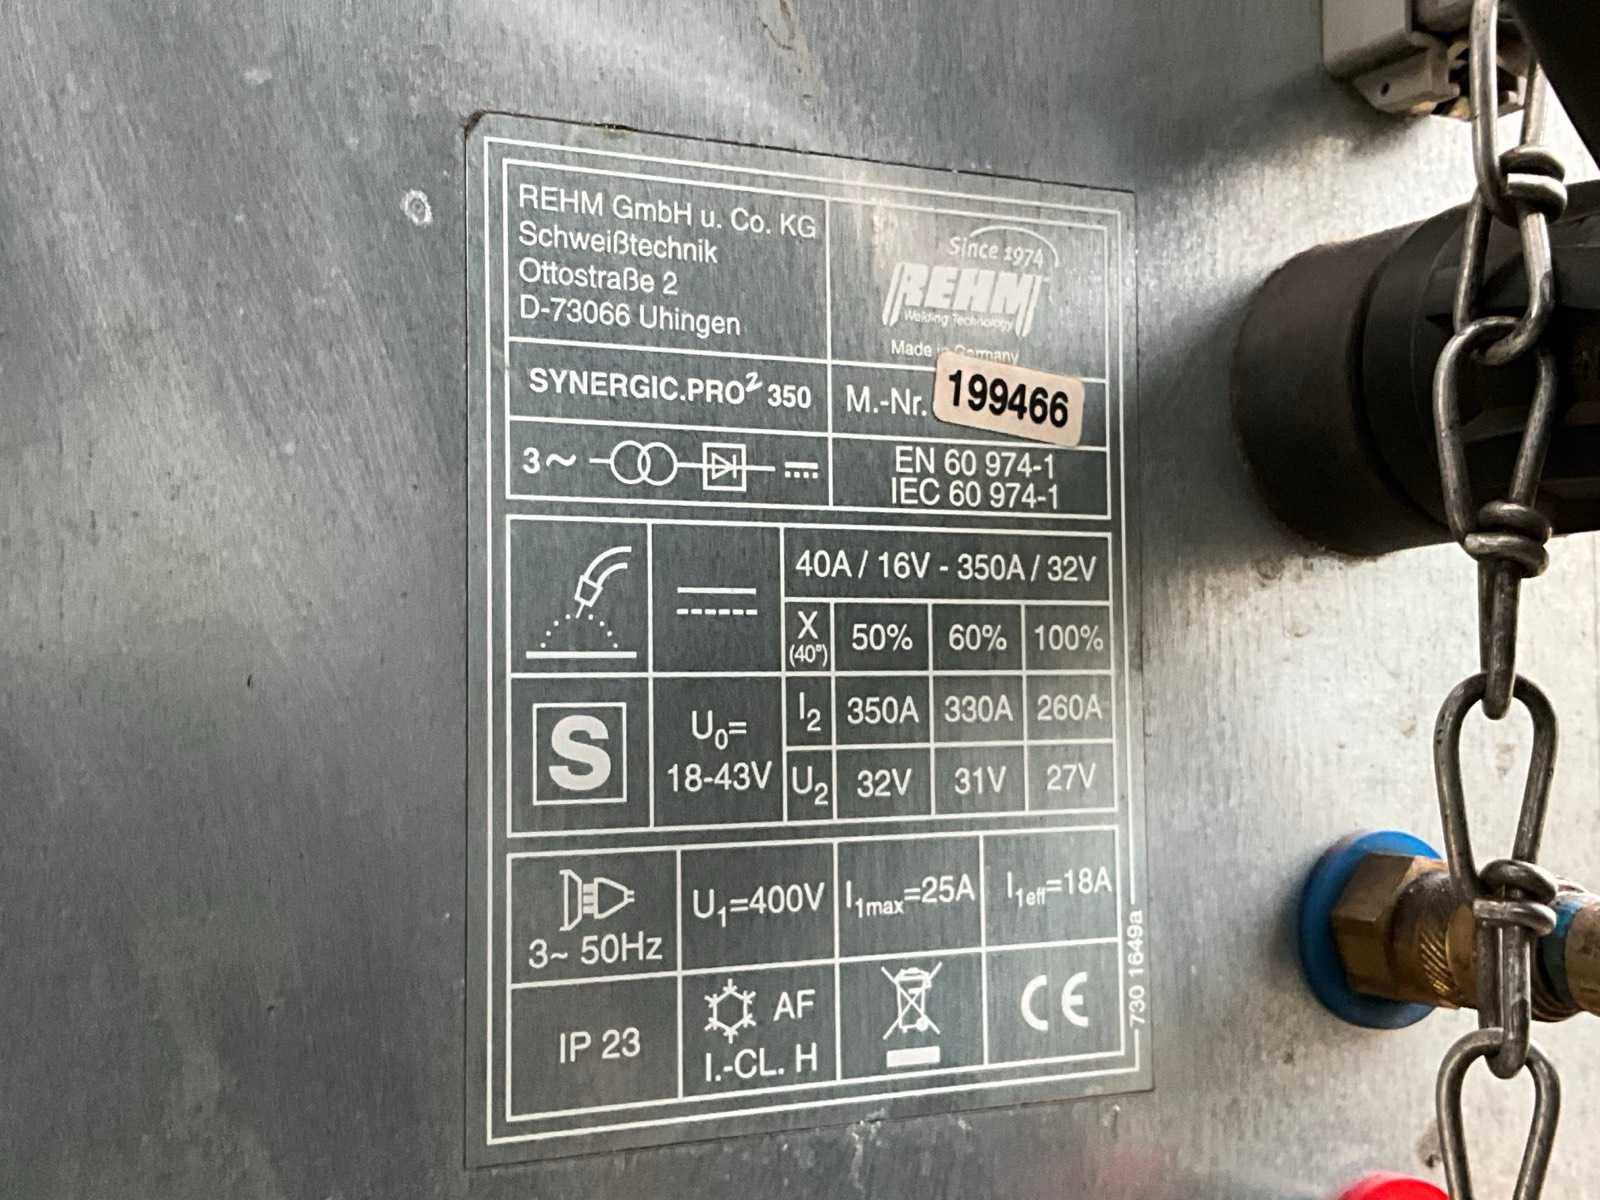 REHM GmbH u. Co. KG
Schweißtechnik
Ottostraße 2
D-73066 Uhingen
Since 1974
REHM
Welding Technology
Made in Germany
SYNERGIC.PRO² 350
M.-Nr. 199466
3~
EN 60 974-1
IEC 60 974-1
40A / 16V - 350A / 32V
X (40°) 50% 60% 100%
S
U₀=
18-43V
I₂ 350A 330A 260A
U₂ 32V 31V 27V
3~ 50Hz
U₁=400V
I₁max=25A
I₁eff=18A
IP 23
AF
I.-CL. H
CE
730 1649a